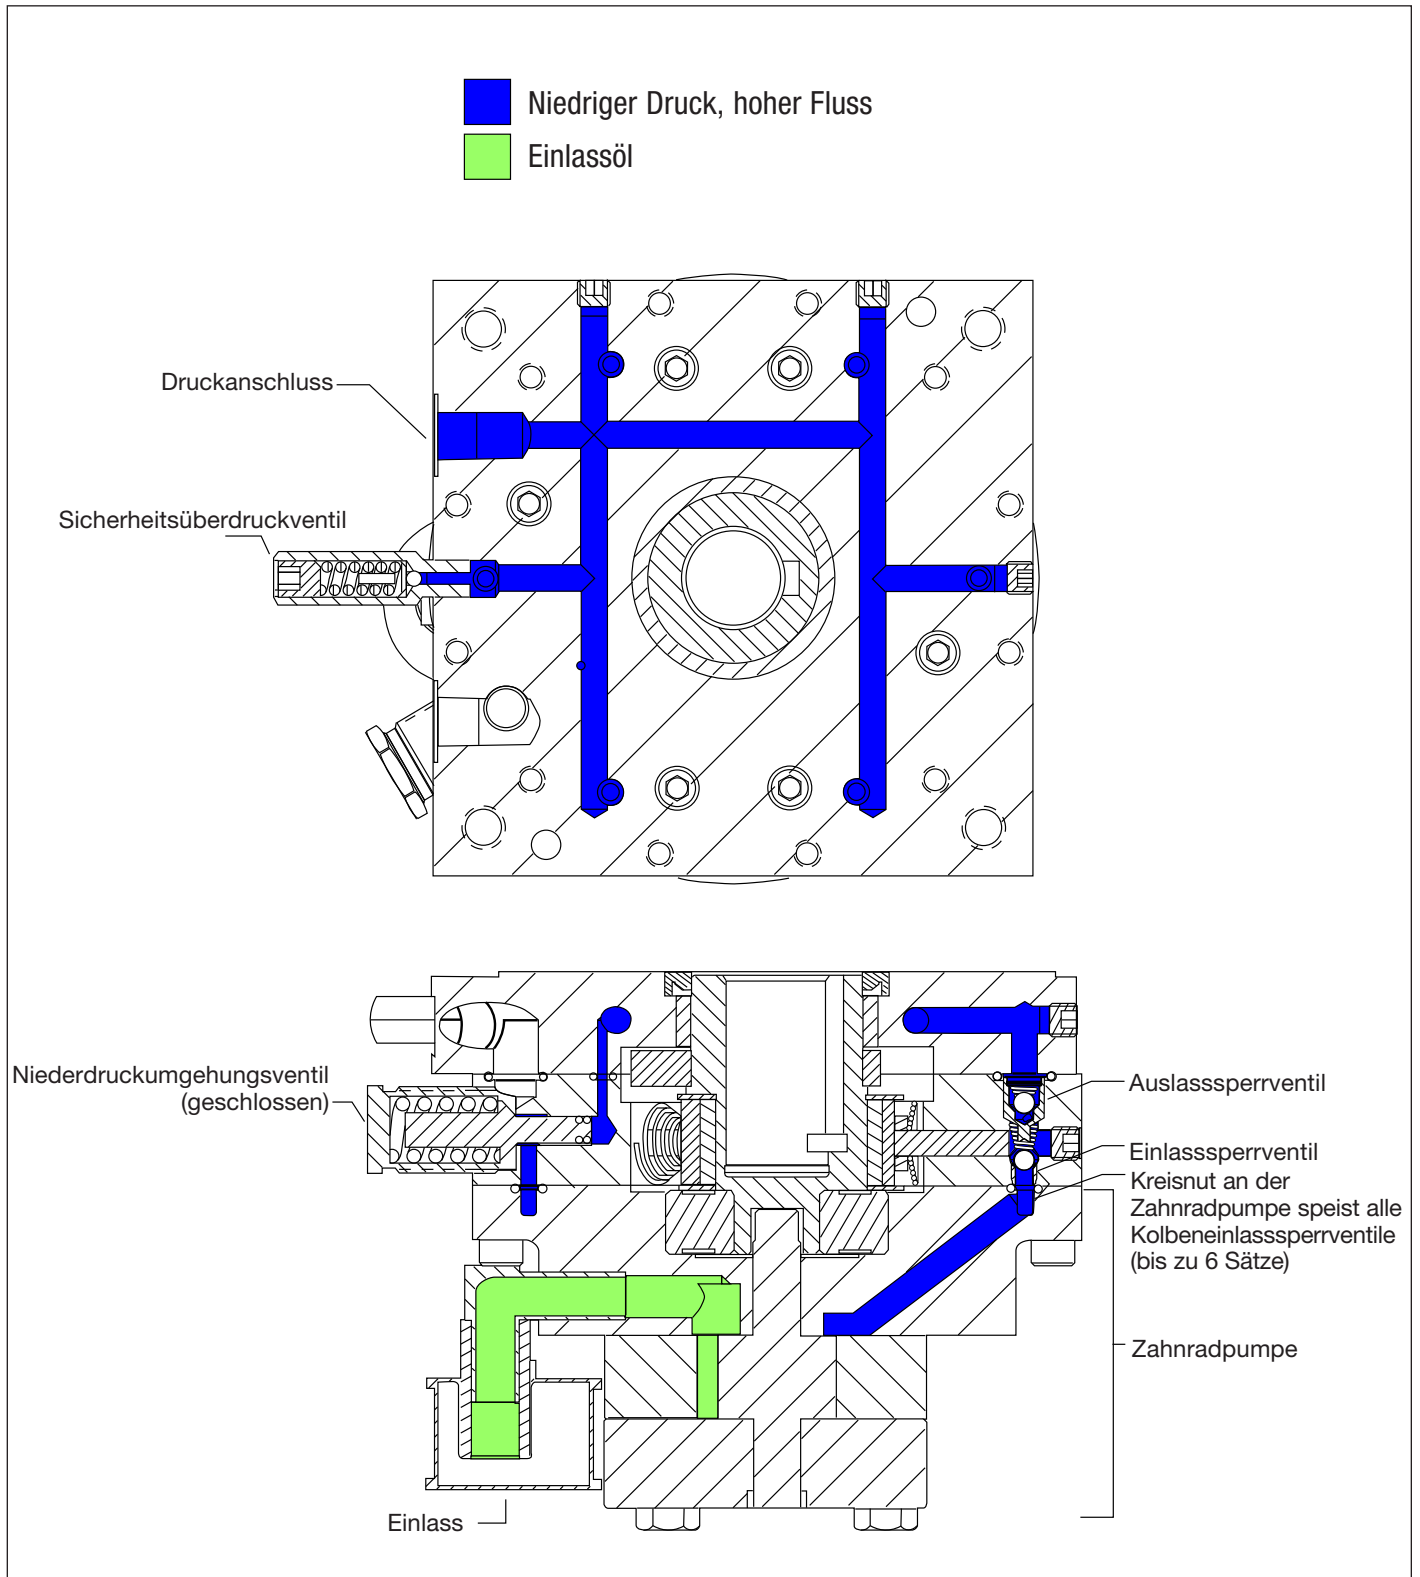 Niedriger Druck, hoher Fluss
Einlassöl
Druckanschluss
Sicherheitsüberdruckventil
Niederdruckumgehungsventil
(geschlossen)
Auslasssperrventil
Einlasssperrventil
Kreisnut an der
Zahnradpumpe speist alle
Kolbeneinlasssperrventile
(bis zu 6 Sätze)
Zahnradpumpe
Einlass